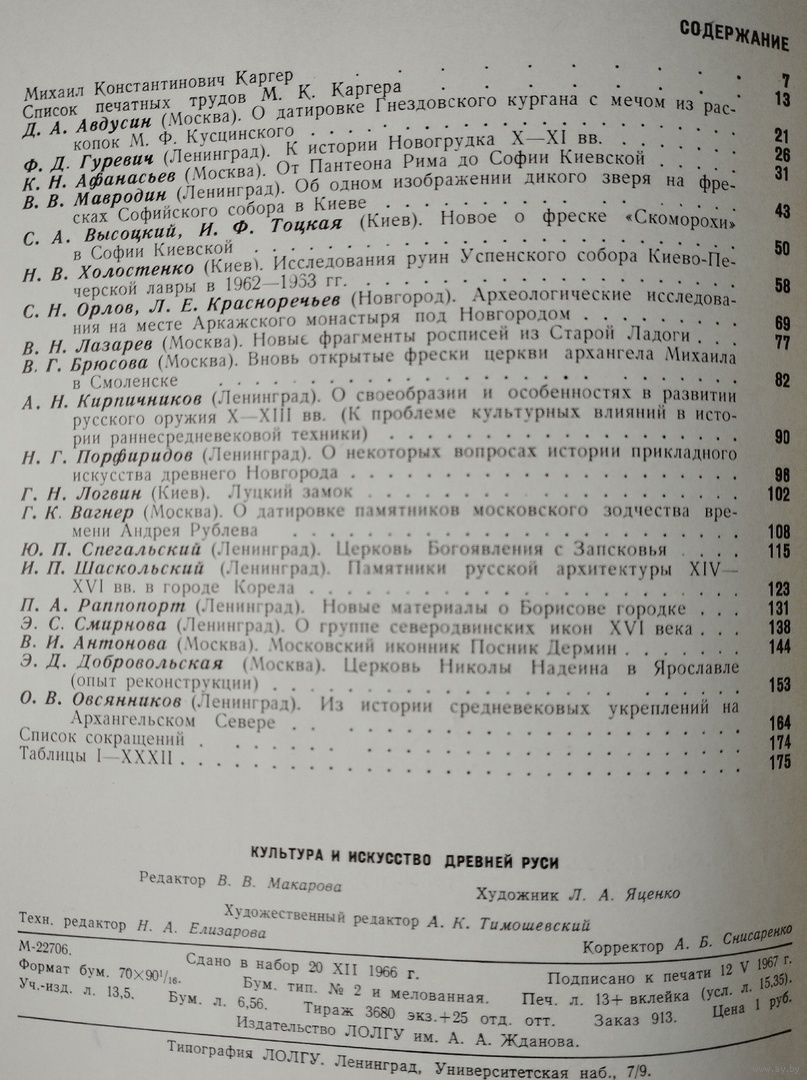 СОДЕРЖАНИЕ
Михаил Константинович Каргер . . . . . . . . . . 7
Список печатных трудов М. К. Каргера . . . . . . . . 13
Д. А. Авдусин (Москва). О датировке Гнездовского кургана с мечом из рас-
копок М. Ф. Кусцинского . . . . . . . . . . 21
Ф. Д. Гуревич (Ленинград). К истории Новогрудка X—XI вв. . . . . . 26
К. Н. Афанасьев (Москва). От Пантеона Рима до Софии Киевской . . . . . 31
В. В. Мавродин (Ленинград). Об одном изображении дикого зверя на фре-
сках Софийского собора в Киеве . . . . . . . . . . 43
С. А. Высоцкий, И. Ф. Тоцкая (Киев). Новое о фреске «Скоморохи»
в Софии Киевской . . . . . . . . . . 50
Н. В. Холостенко (Киев). Исследования руин Успенского собора Киево-Пе-
черской лавры в 1962—1963 гг. . . . . . . . . . . 58
С. Н. Орлов, Л. Е. Красноречьев (Новгород). Археологические исследова-
ния на месте Аркажского монастыря под Новгородом . . . . . . 69
В. Н. Лазарев (Москва). Новые фрагменты росписей из Старой Ладоги . . . 77
В. Г. Брюсова (Москва). Вновь открытые фрески церкви архангела Михаила
в Смоленске . . . . . . . . . . 82
А. Н. Кирпичников (Ленинград). О своеобразии и особенностях в развитии
русского оружия X—XIII вв. (К проблеме культурных влияний в исто-
рии раннесредневековой техники) . . . . . . . . . . 90
Н. Г. Порфиридов (Ленинград). О некоторых вопросах истории прикладного
искусства древнего Новгорода . . . . . . . . . . 98
Г. Н. Логвин (Киев). Луцкий замок . . . . . . . . . . 102
Г. К. Вагнер (Москва). О датировке памятников московского зодчества вре-
мени Андрея Рублева . . . . . . . . . . 108
Ю. П. Спегальский (Ленинград). Церковь Богоявления с Запсковья . . . . 115
И. П. Шаскольский (Ленинград). Памятники русской архитектуры XIV—
XVI вв. в городе Корела . . . . . . . . . . 123
П. А. Раппопорт (Ленинград). Новые материалы о Борисове городке . . . 131
Э. С. Смирнова (Ленинград). О группе северодвинских икон XVI века . . . 138
В. И. Антонова (Москва). Московский иконник Посник Дермин . . . . . 144
Э. Д. Добровольская (Москва). Церковь Николы Надеина в Ярославле
(опыт реконструкции) . . . . . . . . . . 153
О. В. Овсянников (Ленинград). Из истории средневековых укреплений на
Архангельском Севере . . . . . . . . . . 164
Список сокращений . . . . . . . . . . 174
Таблицы I—XXXII . . . . . . . . . . 175
КУЛЬТУРА И ИСКУССТВО ДРЕВНЕЙ РУСИ
Редактор В. В. Макарова
Художник Л. А. Яценко
Художественный редактор А. К. Тимошевский
Техн. редактор Н. А. Елизарова
Корректор А. Б. Снисаренко
М-22706. Сдано в набор 20 XII 1966 г. Подписано к печати 12 V 1967 г.
Формат бум. 70×90¹/₁₆. Бум. тип. № 2 и мелованная. Печ. л. 13+вклейка (усл. л. 15,35).
Уч.-изд. л. 13,5. Бум. л. 6,56. Тираж 3680 экз.+25 отд. отт. Заказ 913. Цена 1 руб.
Издательство ЛОЛГУ им. А. А. Жданова.
Типография ЛОЛГУ. Ленинград, Университетская наб., 7/9.
www.ay.by